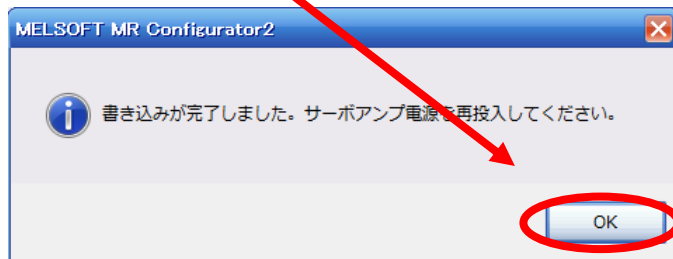 MELSOFT MR Configurator2
書き込みが完了しました。サーボアンプ電源を再投入してください。
OK